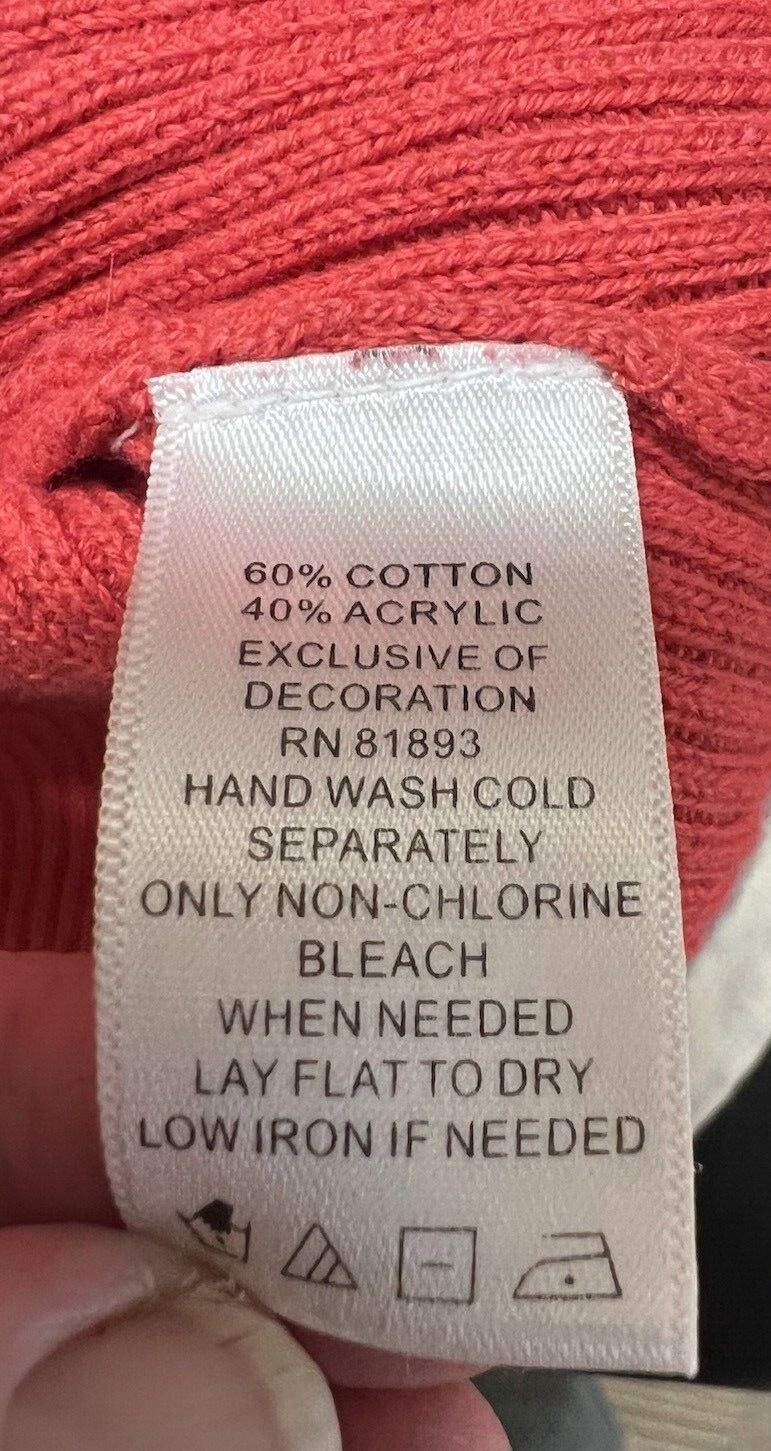 60% COTTON
40% ACRYLIC
EXCLUSIVE OF
DECORATION
RN 81893
HAND WASH COLD
SEPARATELY
ONLY NON-CHLORINE
BLEACH
WHEN NEEDED
LAY FLAT TO DRY
LOW IRON IF NEEDED